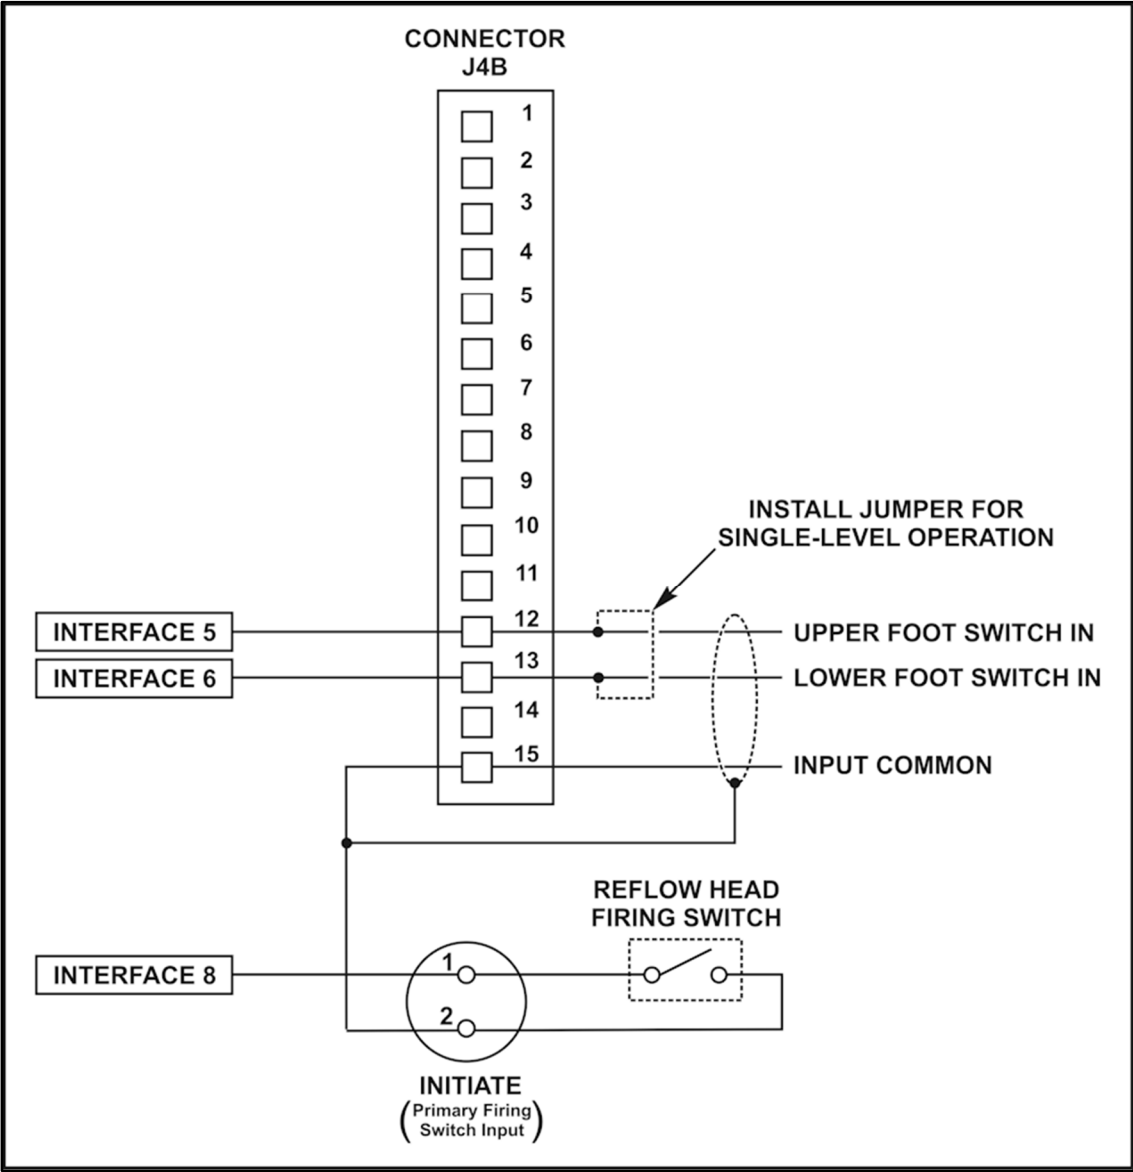 CONNECTOR
J4B
1
2
3
4
5
6
7
8
9
10
11
12
13
14
15
INSTALL JUMPER FOR
SINGLE-LEVEL OPERATION
INTERFACE 5
UPPER FOOT SWITCH IN
INTERFACE 6
LOWER FOOT SWITCH IN
INPUT COMMON
REFLOW HEAD
FIRING SWITCH
INTERFACE 8
1
2
INITIATE
(Primary Firing
Switch Input)